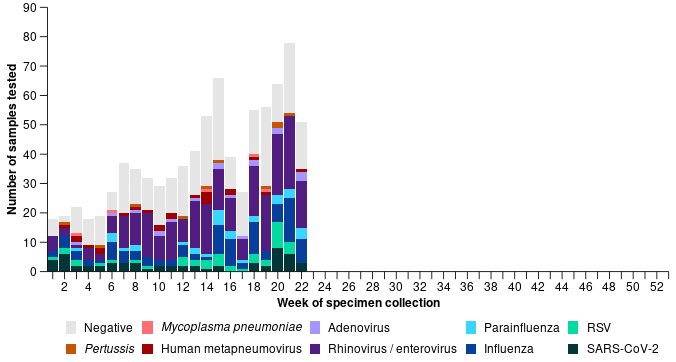 90
80
70
60
50
40
30
20
10
0
Number of samples tested
2 4 6 8 10 12 14 16 18 20 22 24 26 28 30 32 34 36 38 40 42 44 46 48 50 52
Week of specimen collection
Negative Mycoplasma pneumoniae Adenovirus Parainfluenza RSV
Pertussis Human metapneumovirus Rhinovirus / enterovirus Influenza SARS-CoV-2